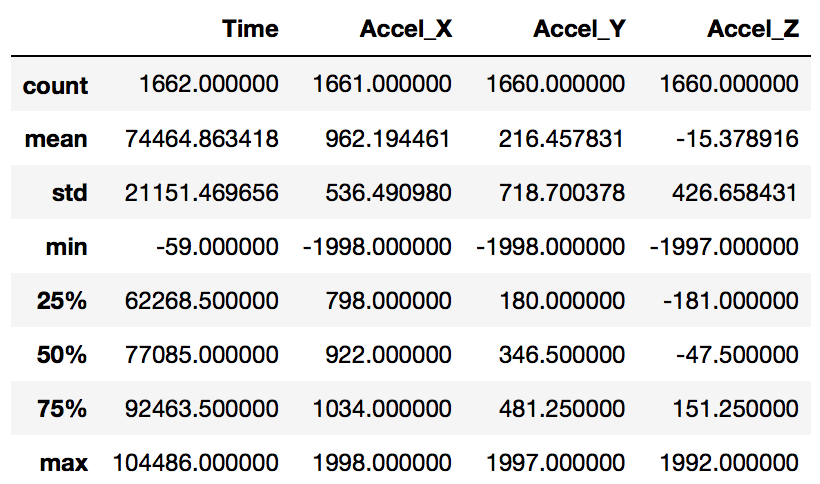 Time Accel_X Accel_Y Accel_Z
count 1662.000000 1661.000000 1660.000000 1660.000000
mean 74464.863418 962.194461 216.457831 -15.378916
std 21151.469656 536.490980 718.700378 426.658431
min -59.000000 -1998.000000 -1998.000000 -1997.000000
25% 62268.500000 798.000000 180.000000 -181.000000
50% 77085.000000 922.000000 346.500000 -47.500000
75% 92463.500000 1034.000000 481.250000 151.250000
max 104486.000000 1998.000000 1997.000000 1992.000000